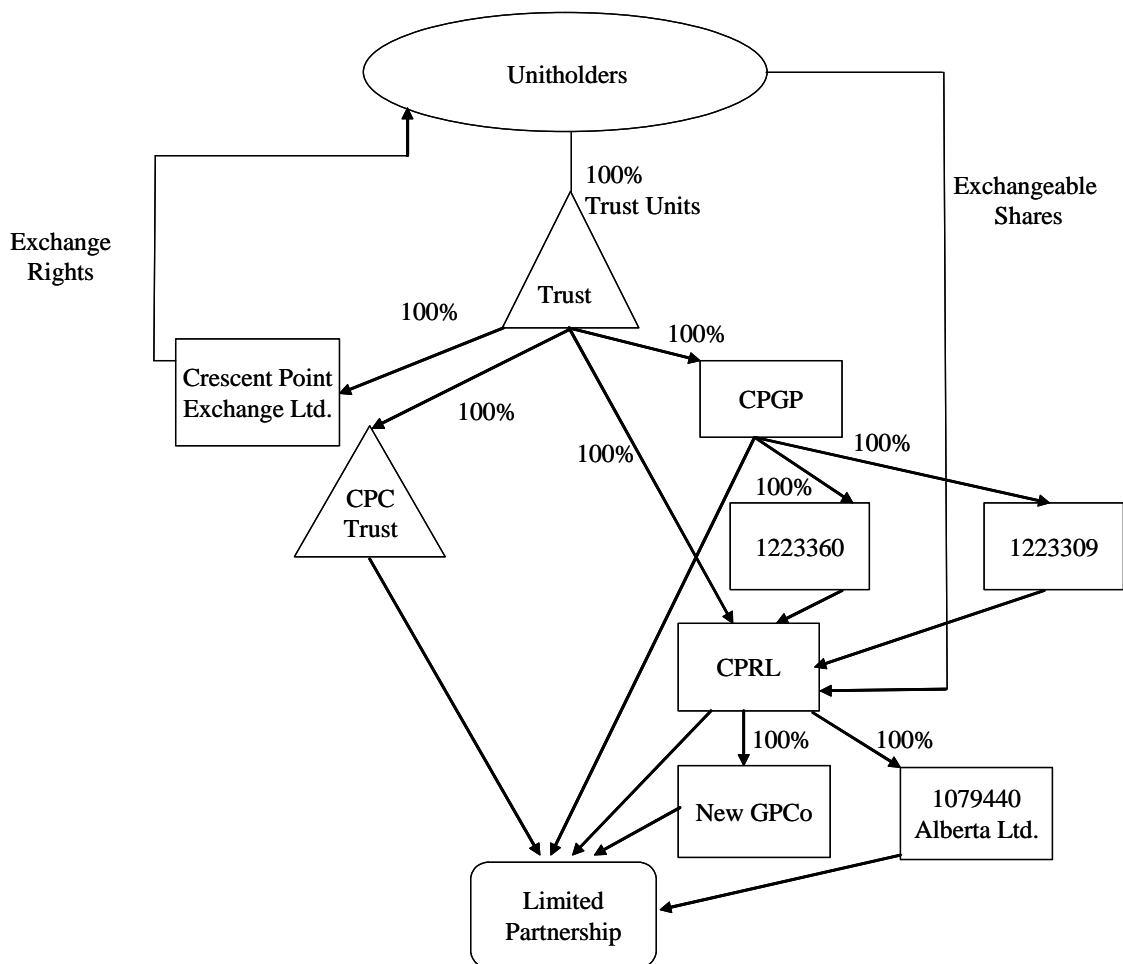 Unitholders
100%
Trust Units
Exchangeable
Shares
Exchange
Rights
Trust
100%
100%
Crescent Point
Exchange Ltd.
CPGP
100%
100%
100%
CPC
Trust
100%
1223360
1223309
CPRL
100%
100%
New GPCo
1079440
Alberta Ltd.
Limited
Partnership